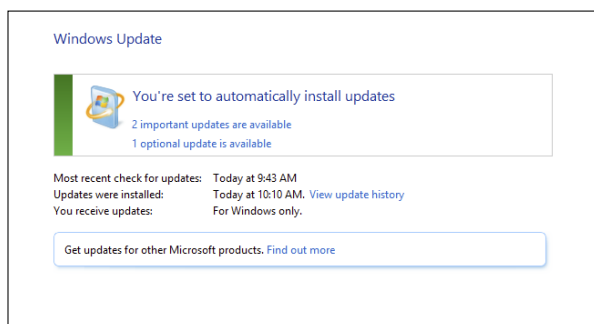 Windows Update
You're set to automatically install updates
2 important updates are available
1 optional update is available
Most recent check for updates: Today at 9:43 AM
Updates were installed: Today at 10:10 AM. View update history
You receive updates: For Windows only.
Get updates for other Microsoft products. Find out more